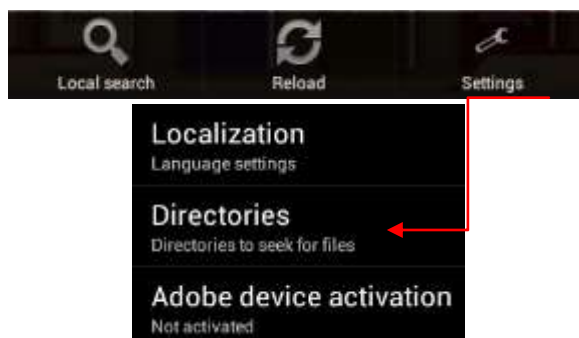 Local search Reload Settings
Localization
Language settings
Directories
Directories to seek for files
Adobe device activation
Not activated